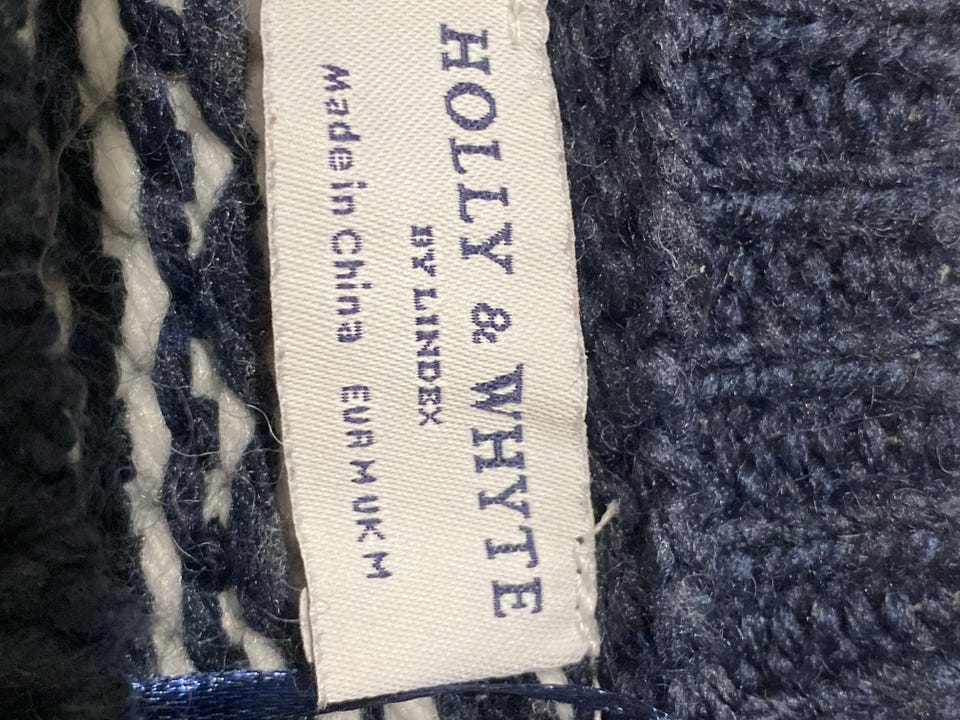 HOLLY & WHYTE
BY LINDEX
Made in China EUR M UK M